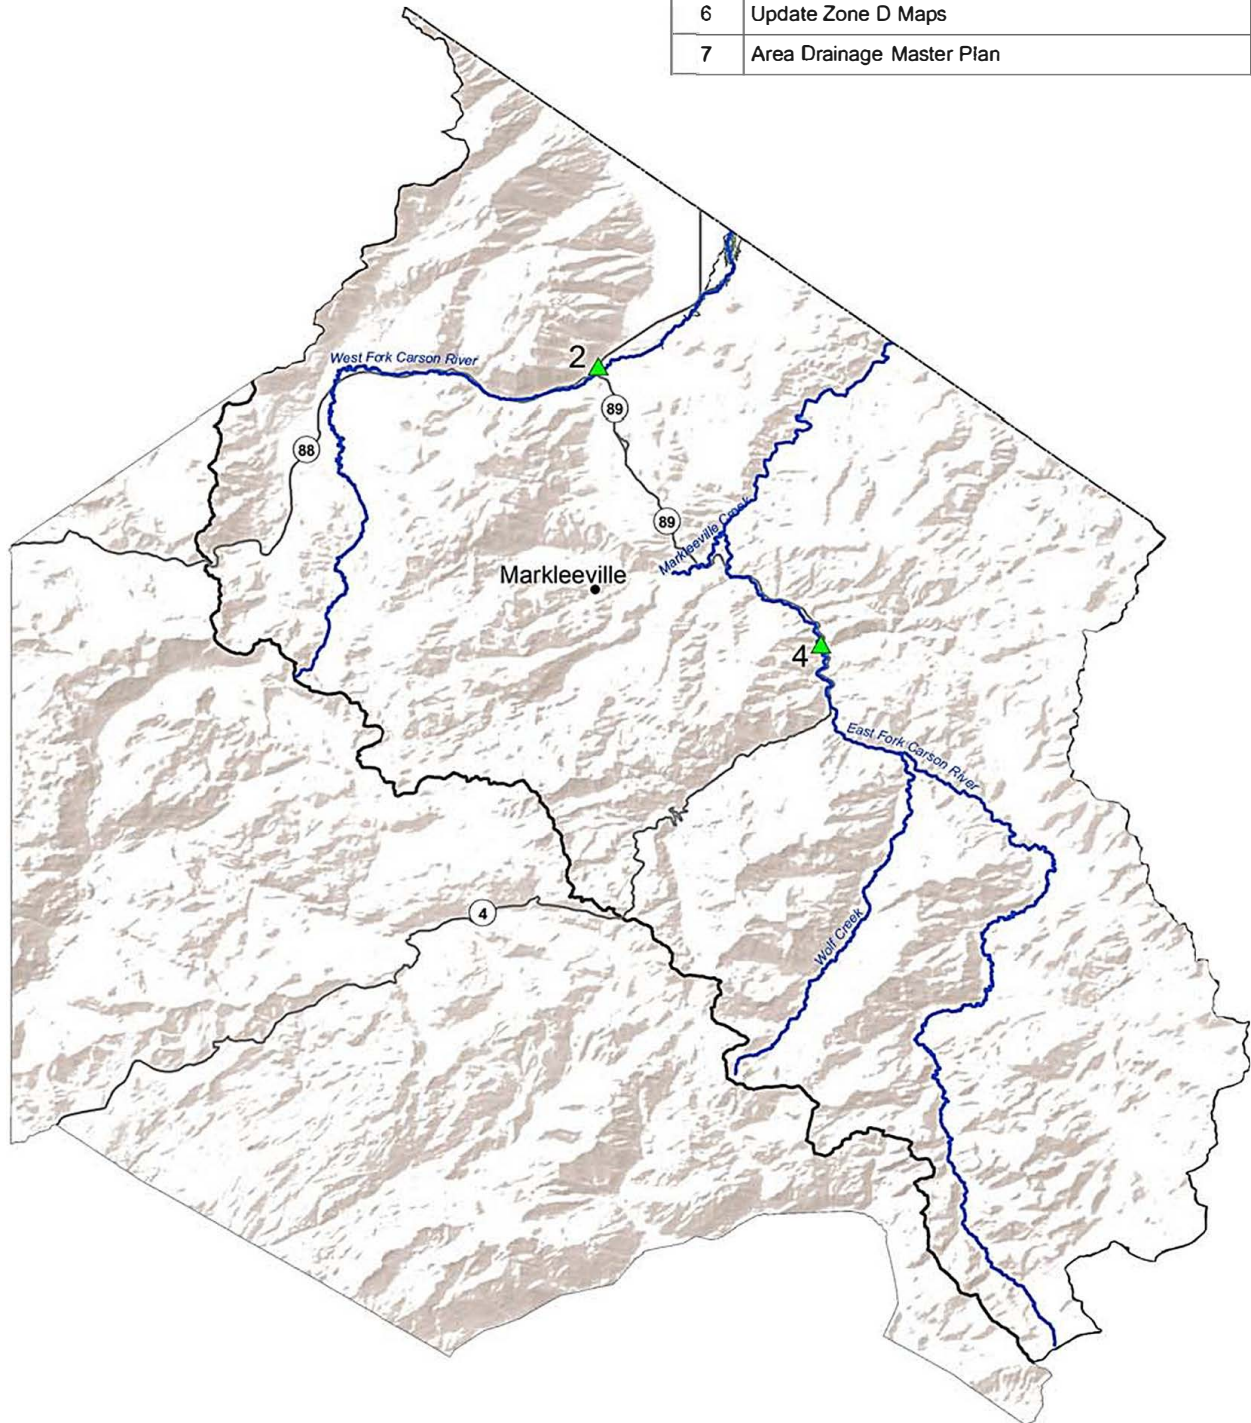 6 Update Zone D Maps
7 Area Drainage Master Plan
West Fork Carson River
2
89
88
89
Markleeville Creek
Markleeville
4
East Fork Carson River
4
Wolf Creek